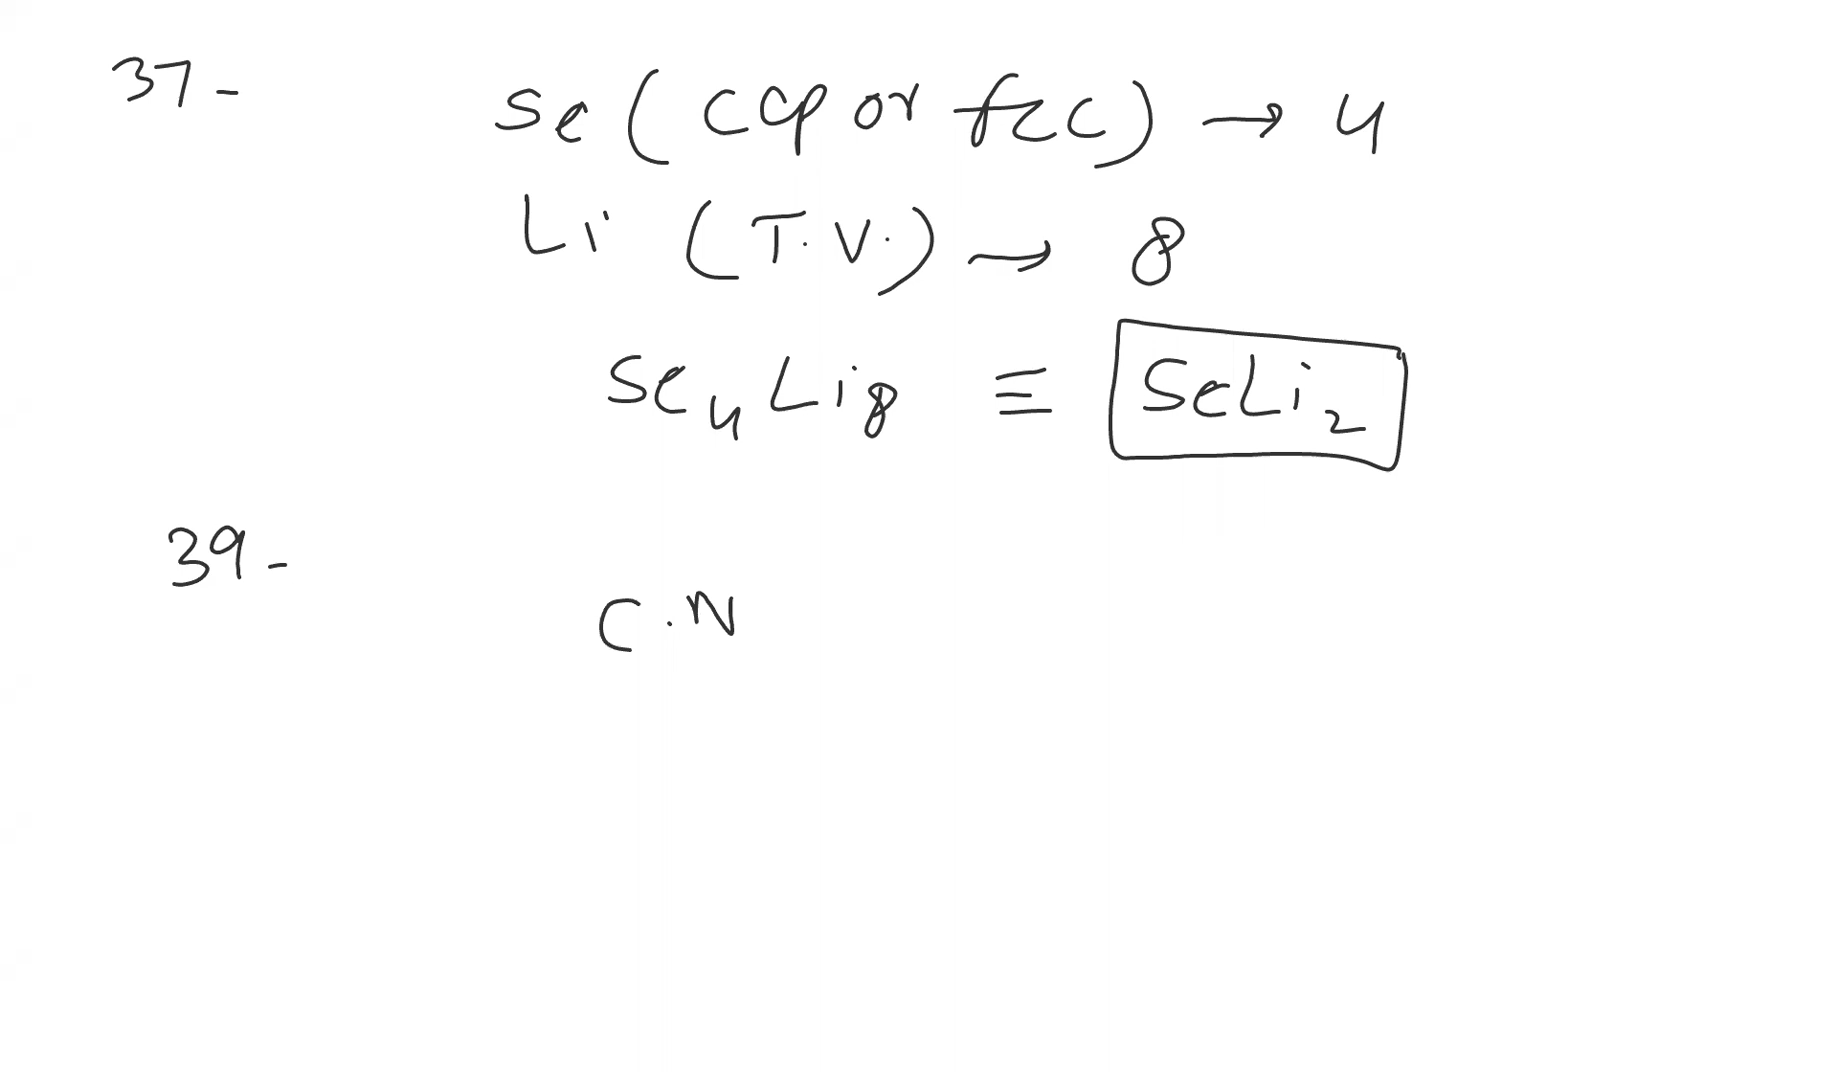 37 -
Se ( CCP or fcc ) → 4
Li ( T.V. ) → 8
Se₄Li₈ ≡ SeLi₂
39 -
C.N